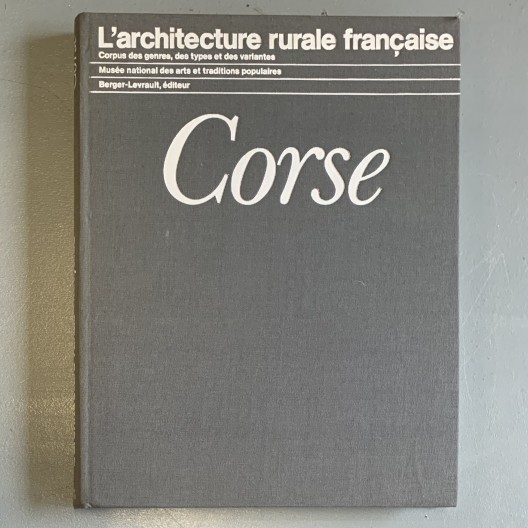 L'architecture rurale française
Corpus des genres, des types et des variantes
Musée national des arts et traditions populaires
Berger-Levrault, éditeur
Corse